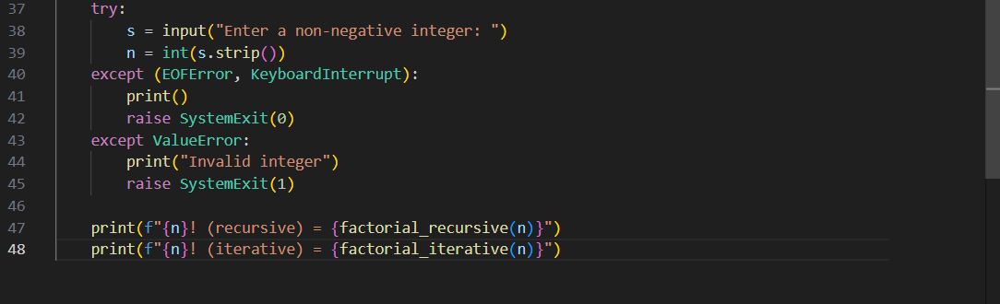 37 try:
38 s = input("Enter a non-negative integer: ")
39 n = int(s.strip())
40 except (EOFError, KeyboardInterrupt):
41 print()
42 raise SystemExit(0)
43 except ValueError:
44 print("Invalid integer")
45 raise SystemExit(1)
46
47 print(f"{n}! (recursive) = {factorial_recursive(n)}")
48 print(f"{n}! (iterative) = {factorial_iterative(n)}")